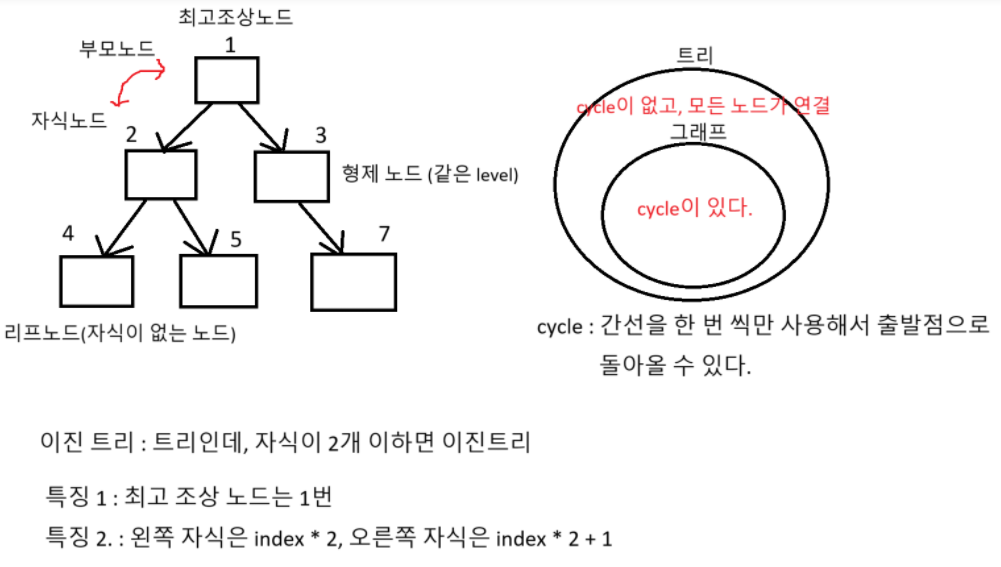 최고조상노드
1
부모노드
자식노드
2
3
형제 노드 (같은 level)
4
5
7
리프노드(자식이 없는 노드)
트리
cycle이 없고, 모든 노드가 연결
그래프
cycle이 있다.
cycle : 간선을 한 번 씩만 사용해서 출발점으로
돌아올 수 있다.
이진 트리 : 트리인데, 자식이 2개 이하면 이진트리
특징 1 : 최고 조상 노드는 1번
특징 2. : 왼쪽 자식은 index * 2, 오른쪽 자식은 index * 2 + 1